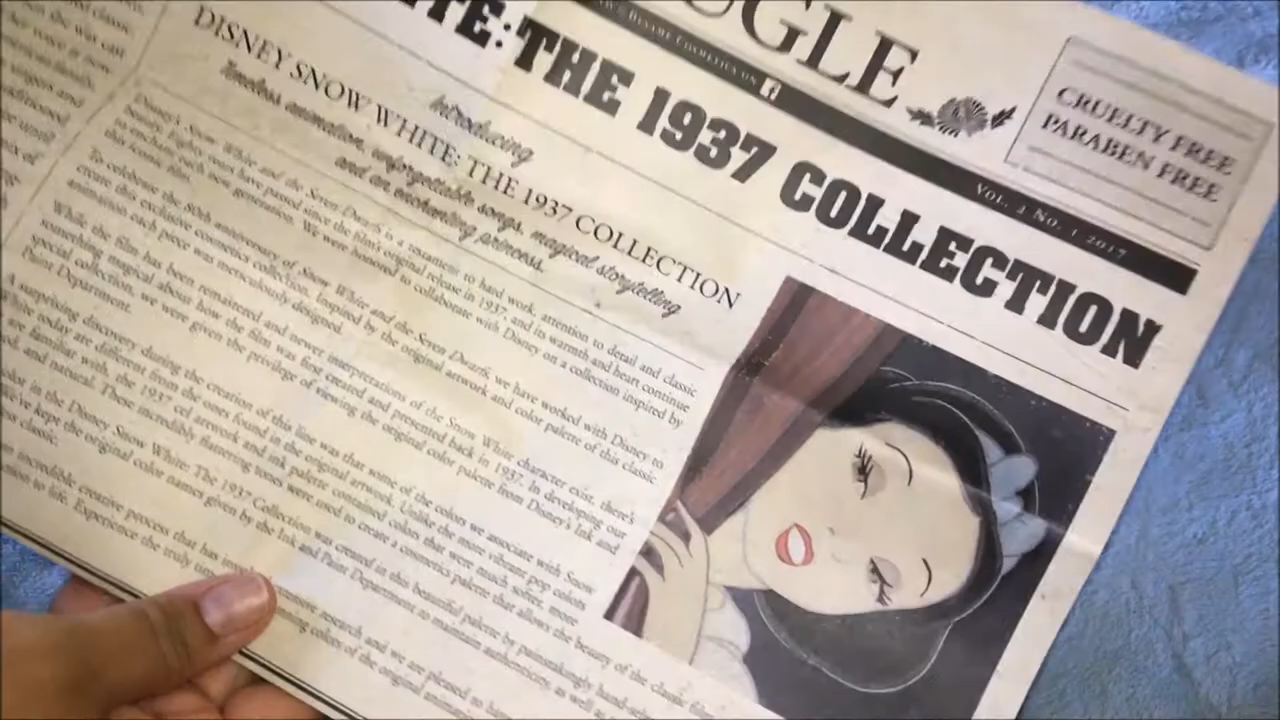 UGLE
CRUELTY FREE
PARABEN FREE
BESAME COSMETICS ON f
VOL. 2 NO. 1 2017
ITE: THE 1937 COLLECTION
Introducing
DISNEY SNOW WHITE: THE 1937 COLLECTION
Timeless animation, unforgettable songs, magical storytelling
and an enchanting princess.
Disney's Snow White and the Seven Dwarfs is a testament to hard work, attention to detail and classic
beauty. Eighty years have passed since the film's original release in 1937, and its warmth and heart continue
to enchant each new generation. We were honored to collaborate with Disney on a collection inspired by
this iconic film.
To celebrate the 80th anniversary of Snow White and the Seven Dwarfs, we have worked with Disney to
create this exclusive cosmetics collection. Inspired by the original artwork and color palette of this classic
animation each piece was meticulously designed.
While the film has been remastered and newer interpretations of the Snow White character exist, there's
something magical about how the film was first created and presented back in 1937. In developing our
special collection, we were given the privilege of viewing the original color palette from Disney's Ink and
Paint Department.
A surprising discovery during the creation of this line was that some of the colors we associate with Snow
White today are different from the ones found in the original artwork. Unlike the more vibrant pop colors
familiar with, the 1937 cel artwork and ink palette contained colors that were much softer, more
and natural. These incredibly flattering tones were used to create a cosmetics palette that allows the beauty of the classic film
in the Disney Snow White: The 1937 Collection was created in this beautiful palette by painstakingly
we've kept the original color names given by the Ink and Paint Department to maintain authenticity, as well as
classic.
incredible creative process that has
research and we are pleased to
to life. Experience the truly
colors of the original